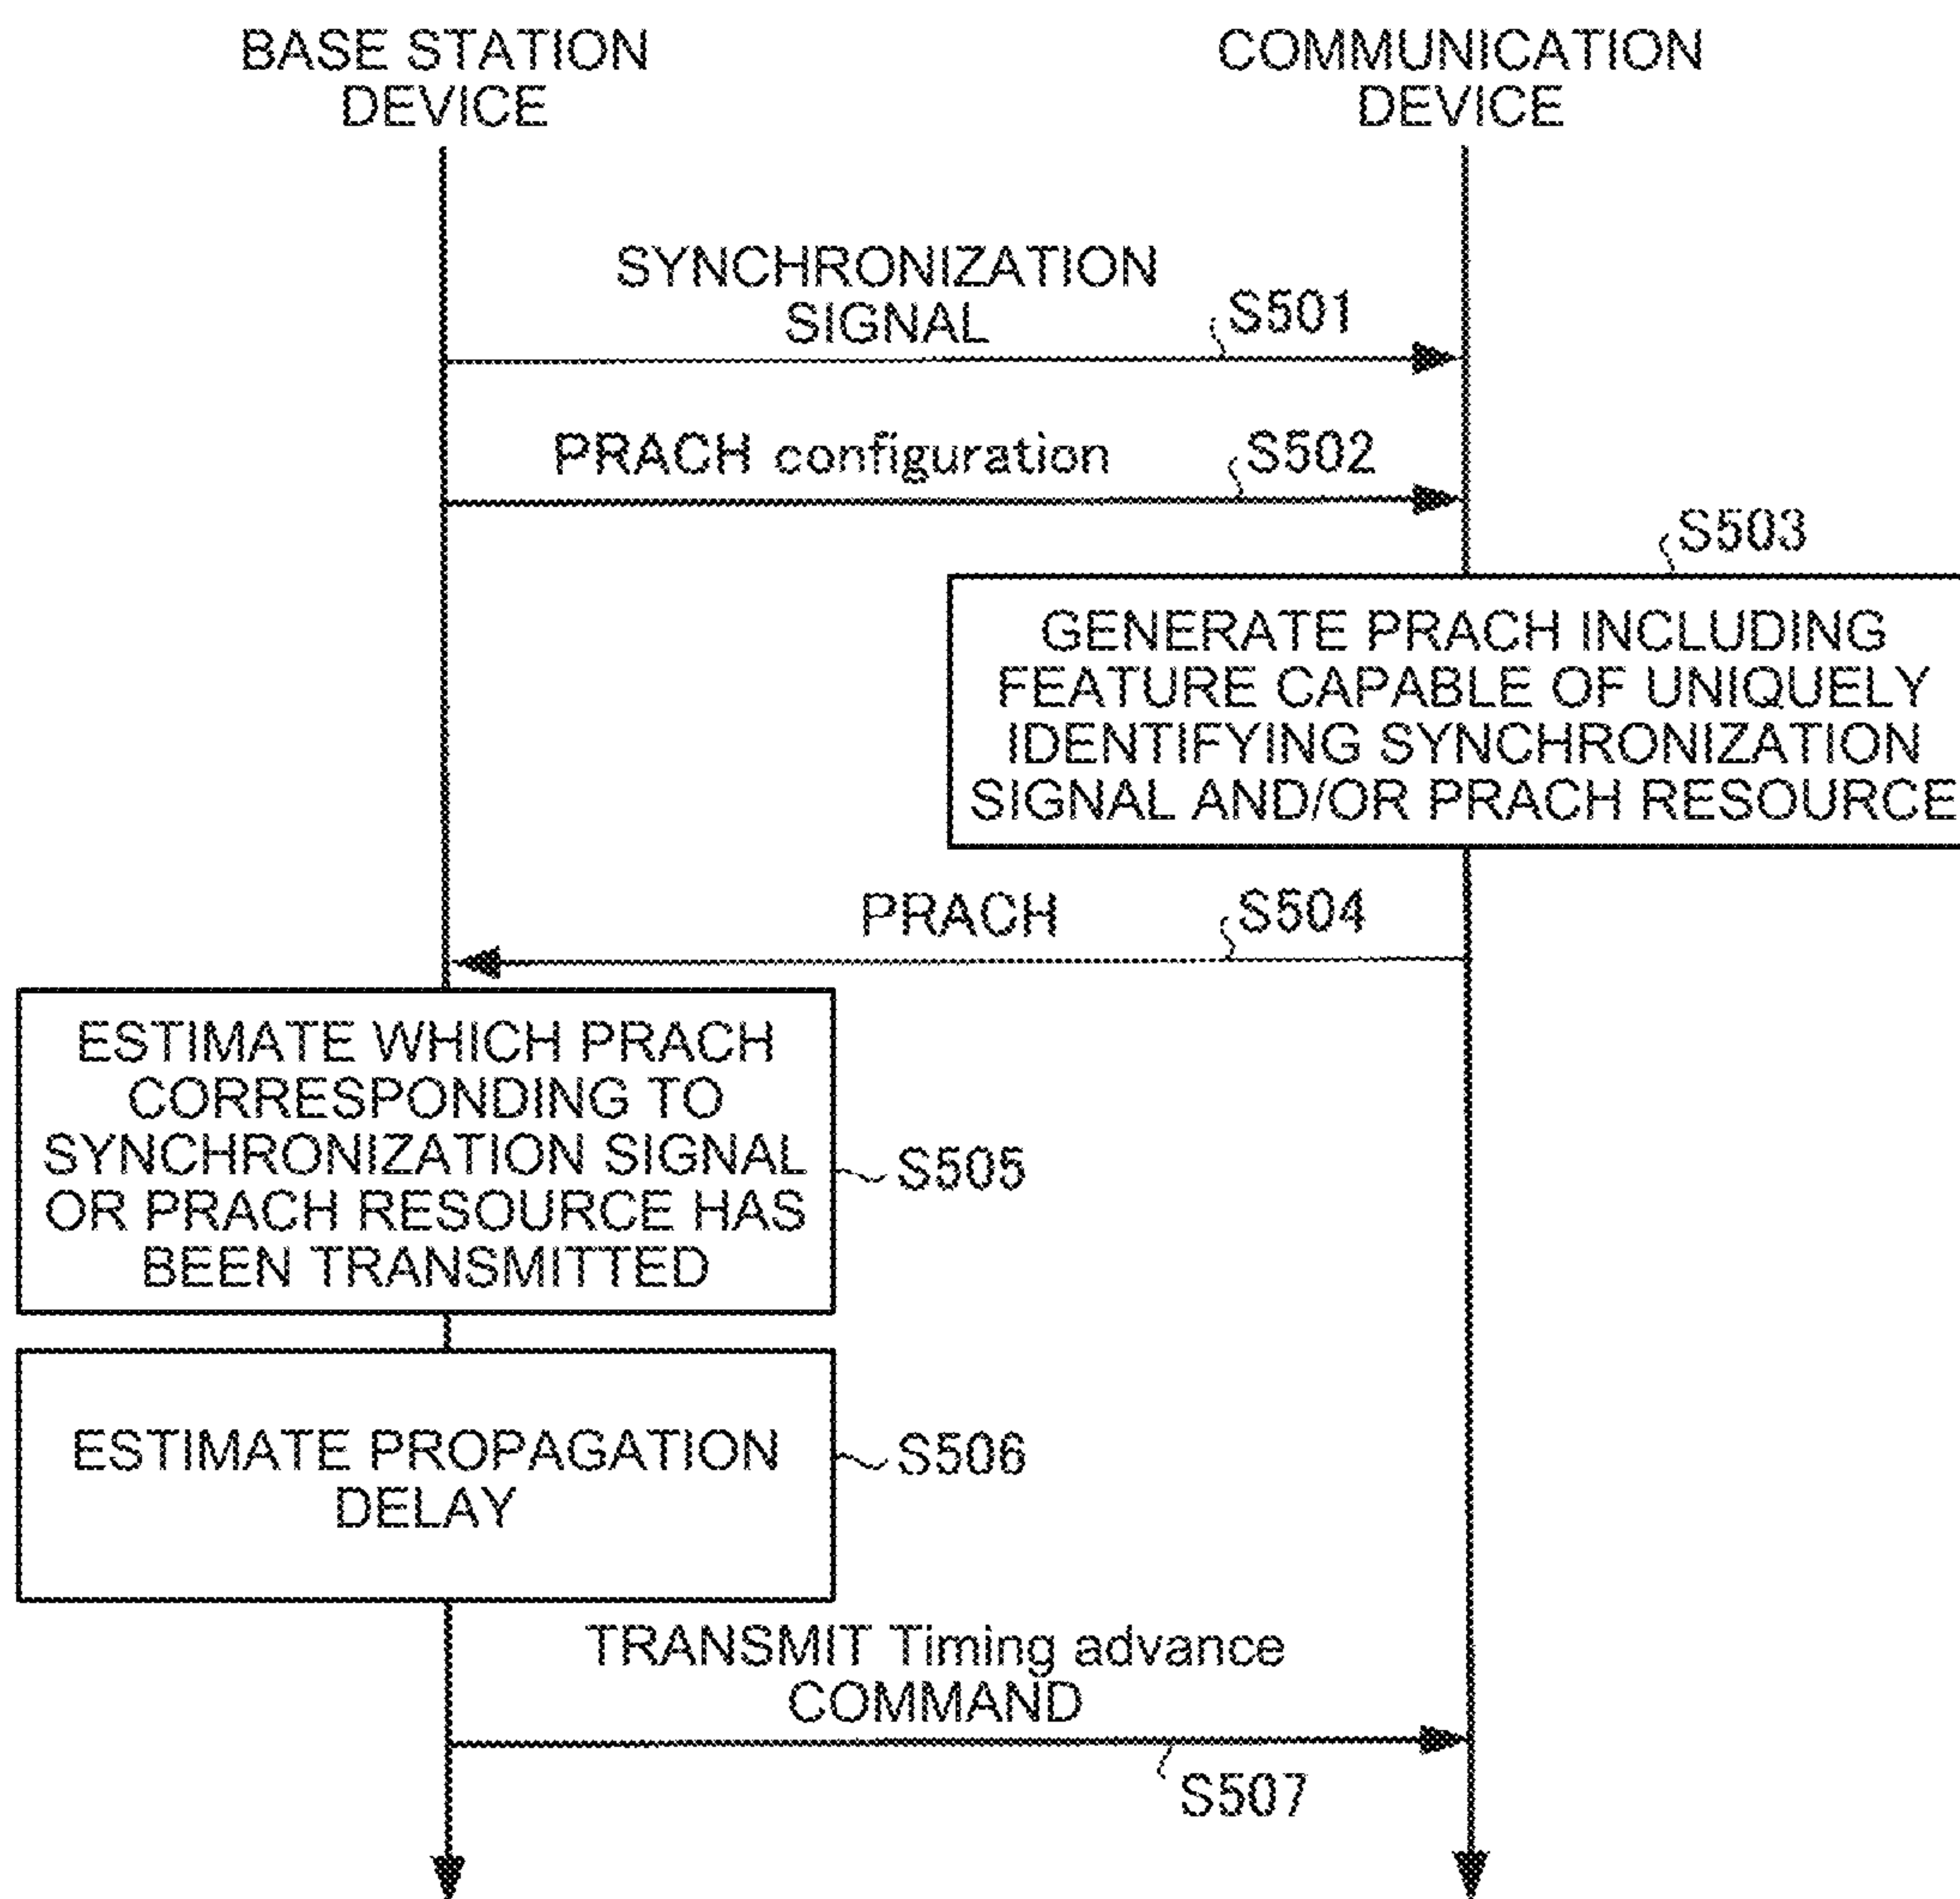 BASE STATION
DEVICE
COMMUNICATION
DEVICE
SYNCHRONIZATION
SIGNAL
S501
PRACH configuration
S502
S503
GENERATE PRACH INCLUDING
FEATURE CAPABLE OF UNIQUELY
IDENTIFYING SYNCHRONIZATION
SIGNAL AND/OR PRACH RESOURCE
PRACH
S504
ESTIMATE WHICH PRACH
CORRESPONDING TO
SYNCHRONIZATION SIGNAL
OR PRACH RESOURCE HAS
BEEN TRANSMITTED
S505
ESTIMATE PROPAGATION
DELAY
S506
TRANSMIT Timing advance
COMMAND
S507